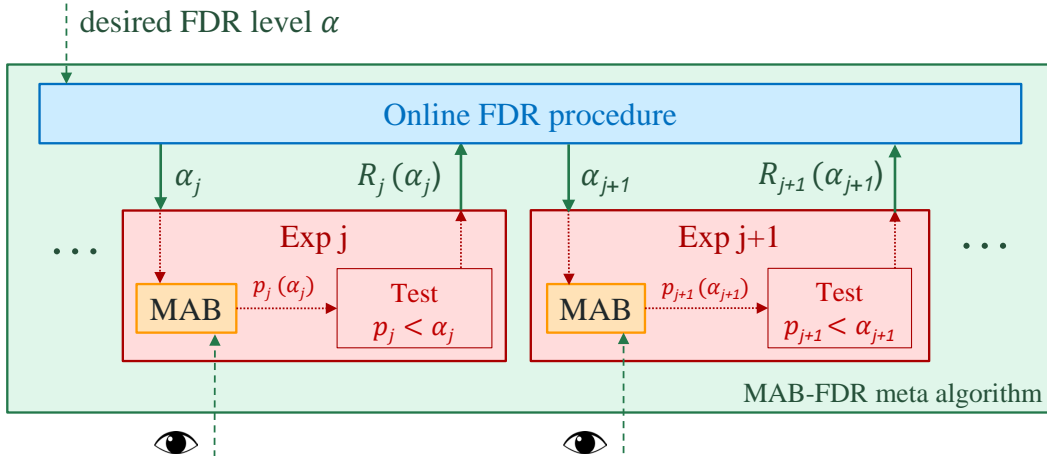 desired FDR level α
Online FDR procedure
α_j
R_j (α_j)
α_{j+1}
R_{j+1} (α_{j+1})
. . .
Exp j
Exp j+1
. . .
MAB
p_j (α_j)
Test
p_j < α_j
MAB
p_{j+1} (α_{j+1})
Test
p_{j+1} < α_{j+1}
MAB-FDR meta algorithm